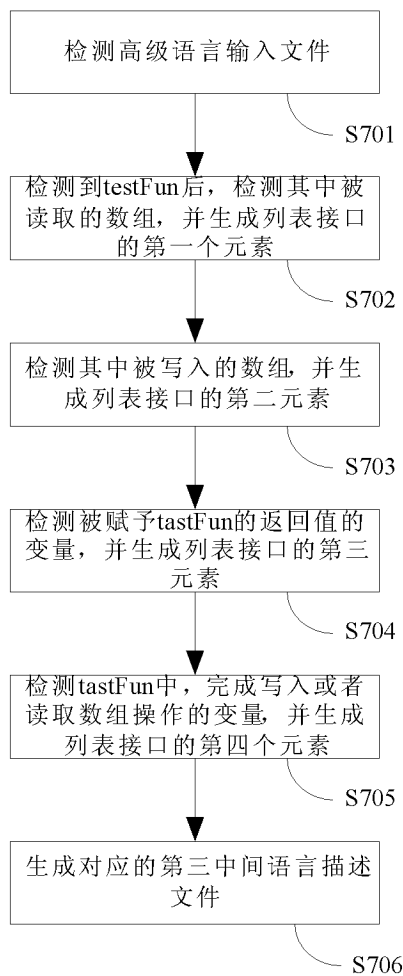 检测高级语言输入文件
S701
检测到testFun后，检测其中被
读取的数组，并生成列表接口
的第一个元素
S702
检测其中被写入的数组，并生
成列表接口的第二元素
S703
检测被赋予tastFun的返回值的
变量，并生成列表接口的第三
元素
S704
检测tastFun中，完成写入或者
读取数组操作的变量，并生成
列表接口的第四个元素
S705
生成对应的第三中间语言描述
文件
S706